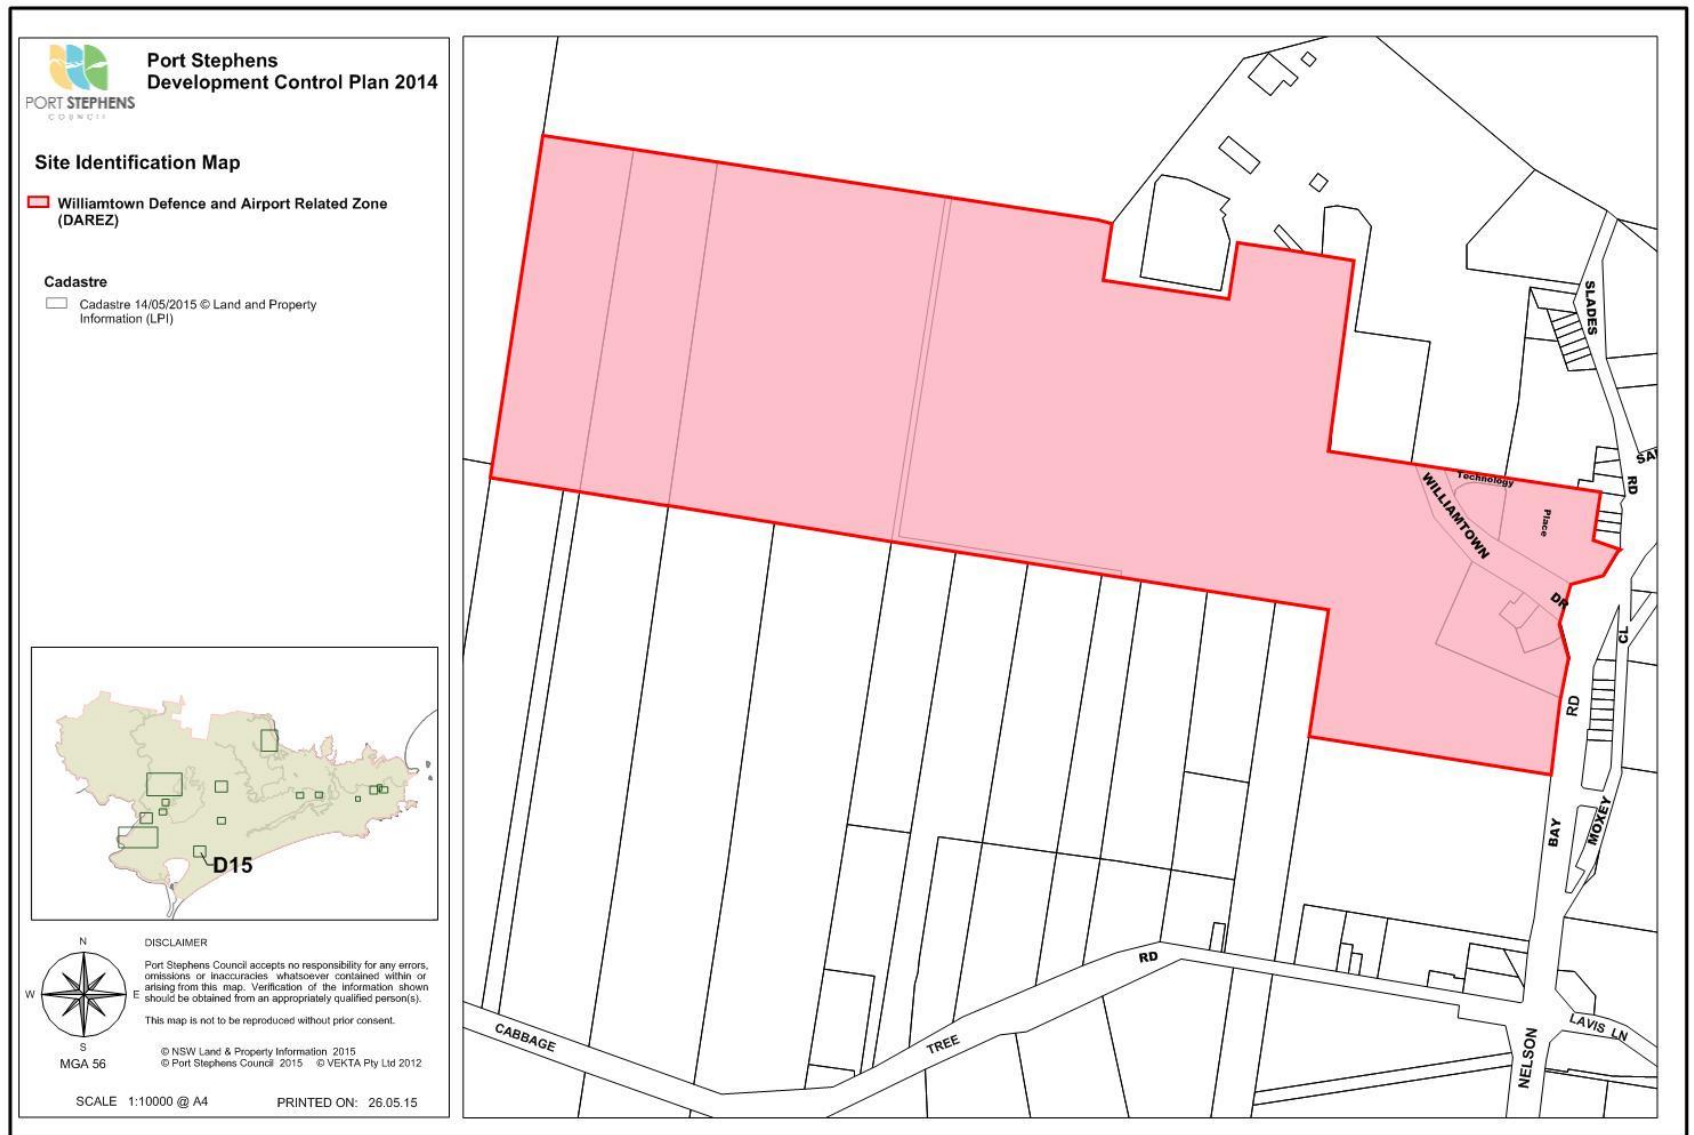 PORT STEPHENS
COUNCIL
Port Stephens
Development Control Plan 2014
Site Identification Map
Williamtown Defence and Airport Related Zone
(DAREZ)
Cadastre
Cadastre 14/05/2015 © Land and Property
Information (LPI)
D15
N
W
E
S
MGA 56
DISCLAIMER
Port Stephens Council accepts no responsibility for any errors,
omissions or inaccuracies whatsoever contained within or
arising from this map. Verification of the information shown
should be obtained from an appropriately qualified person(s).
This map is not to be reproduced without prior consent.
© NSW Land & Property Information 2015
© Port Stephens Council 2015 © VEKTA Pty Ltd 2012
SCALE 1:10000 @ A4
PRINTED ON: 26.05.15
SLADES
RD
SA
Technology
Place
WILLIAMTOWN
DR
CL
RD
MOXEY
BAY
RD
TREE
CABBAGE
LAVIS LN
NELSON